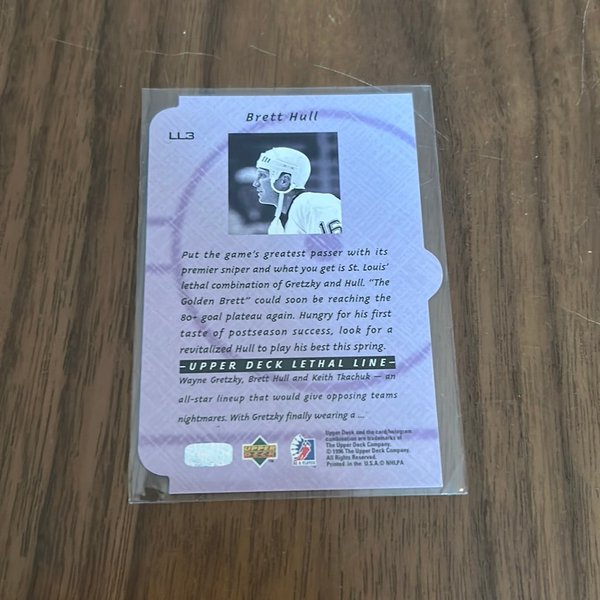 Brett Hull
LL3
16
Put the game's greatest passer with its
premier sniper and what you get is St. Louis'
lethal combination of Gretzky and Hull. "The
Golden Brett" could soon be reaching the
80+ goal plateau again. Hungry for his first
taste of postseason success, look for a
revitalized Hull to play his best this spring.
UPPER DECK LETHAL LINE
Wayne Gretzky, Brett Hull and Keith Tkachuk — an
all-star lineup that would give opposing teams
nightmares. With Gretzky finally wearing a ...
UPPER DECK
Upper Deck and the card/hologram
combination are trademarks of
The Upper Deck Company.
© 1996 The Upper Deck Company.
All Rights Reserved.
Printed in the U.S.A. © NHLPA